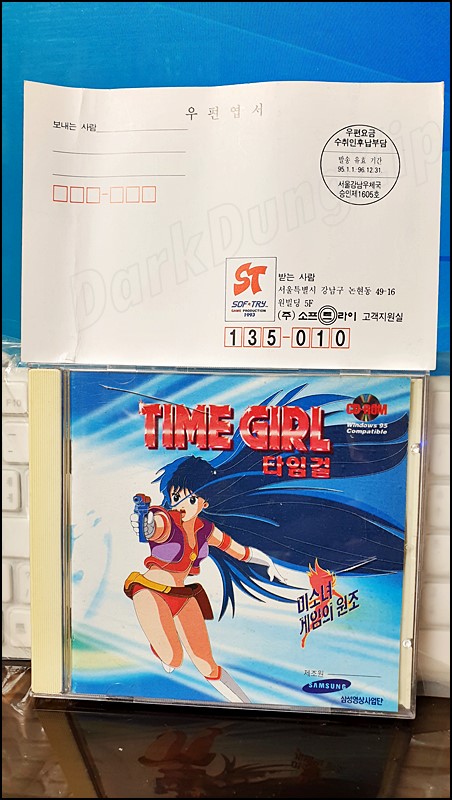 우 편 엽 서
보내는 사람
우편요금
수취인후납부담
발송 유효 기간
95.1.1.-96.12.31.
서울강남우체국
승인제1605호
ST
SOF•TRY
GAME PRODUCTION
1993
받는 사람
서울특별시 강남구 논현동 49-16
원빌딩 5F
(주) 소프트라이 고객지원실
135-010
TIME GIRL
타임걸
CD-ROM
Windows 95
Compatible
미소녀
게임의 원조
제조원
SAMSUNG
삼성영상사업단
F10